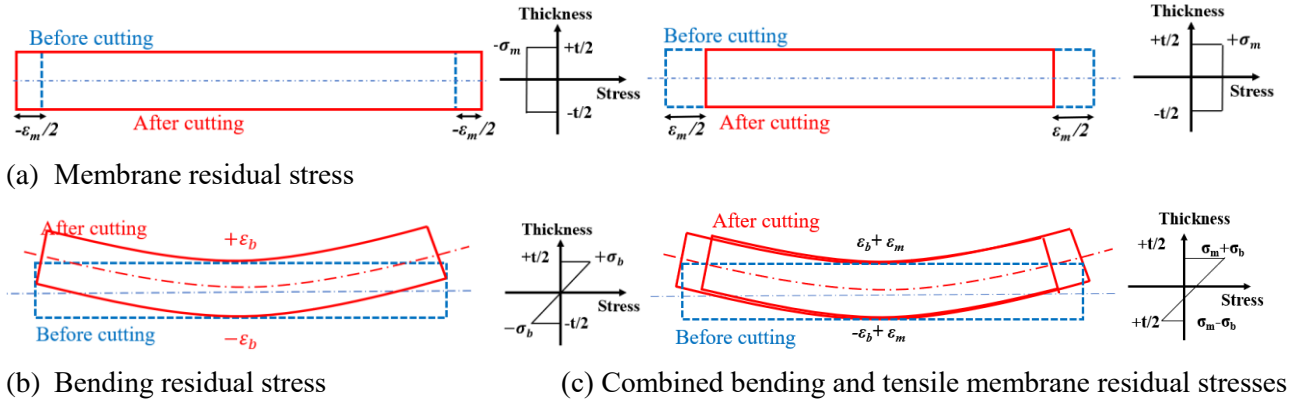 Thickness
Before cutting
-σm
+t/2
Stress
-t/2
After cutting
-εm/2
-εm/2
Thickness
Before cutting
+t/2
+σm
Stress
-t/2
After cutting
εm/2
εm/2
(a) Membrane residual stress
After cutting
+εb
Before cutting
−εb
Thickness
+t/2
+σb
Stress
−σb
-t/2
After cutting
εb+ εm
Before cutting
-εb+ εm
Thickness
+t/2
σm+σb
Stress
+t/2
σm-σb
(b) Bending residual stress
(c) Combined bending and tensile membrane residual stresses